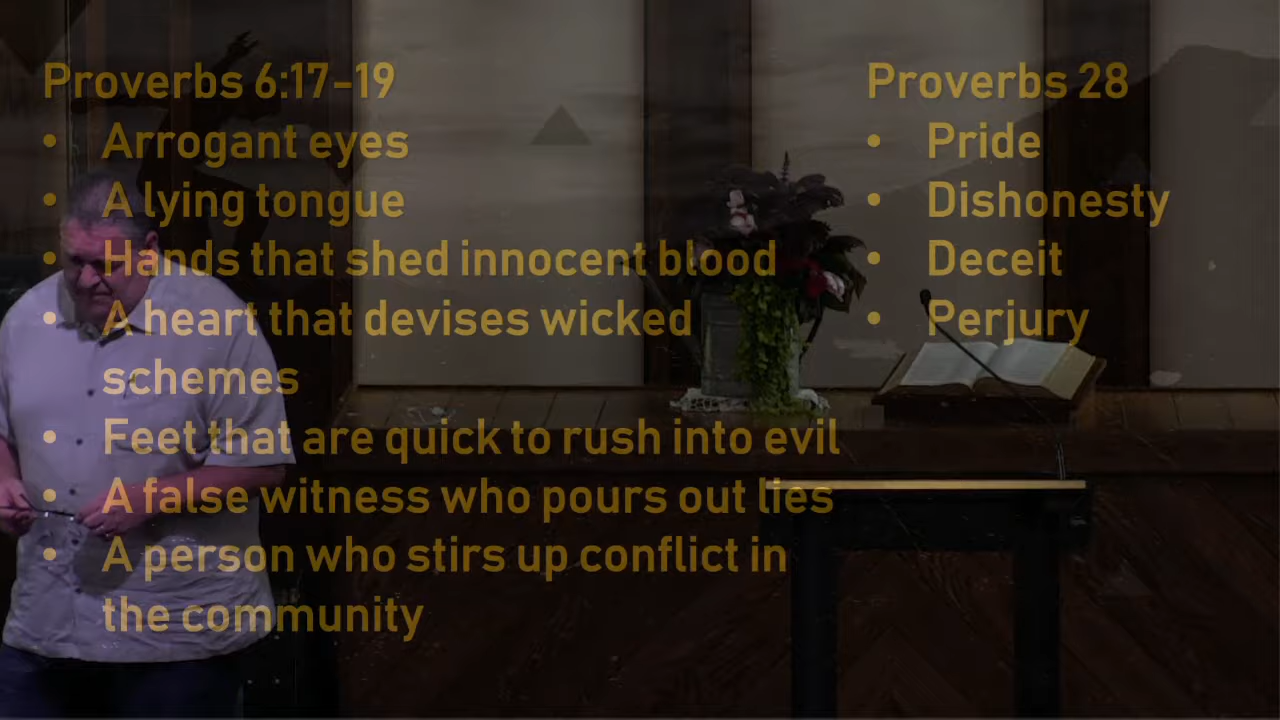 Proverbs 6:17-19
• Arrogant eyes
• A lying tongue
• Hands that shed innocent blood
• A heart that devises wicked
schemes
• Feet that are quick to rush into evil
• A false witness who pours out lies
• A person who stirs up conflict in
the community
Proverbs 28
• Pride
• Dishonesty
• Deceit
• Perjury